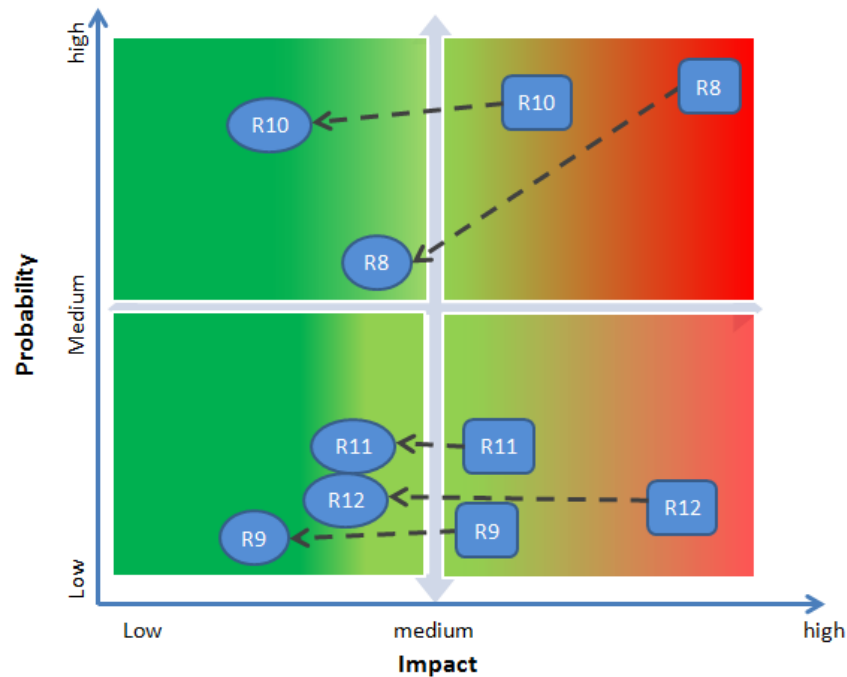 high
R10
R8
R10
R8
Medium
Probability
R11
R11
R12
R12
R9
R9
Low
Low
medium
high
Impact